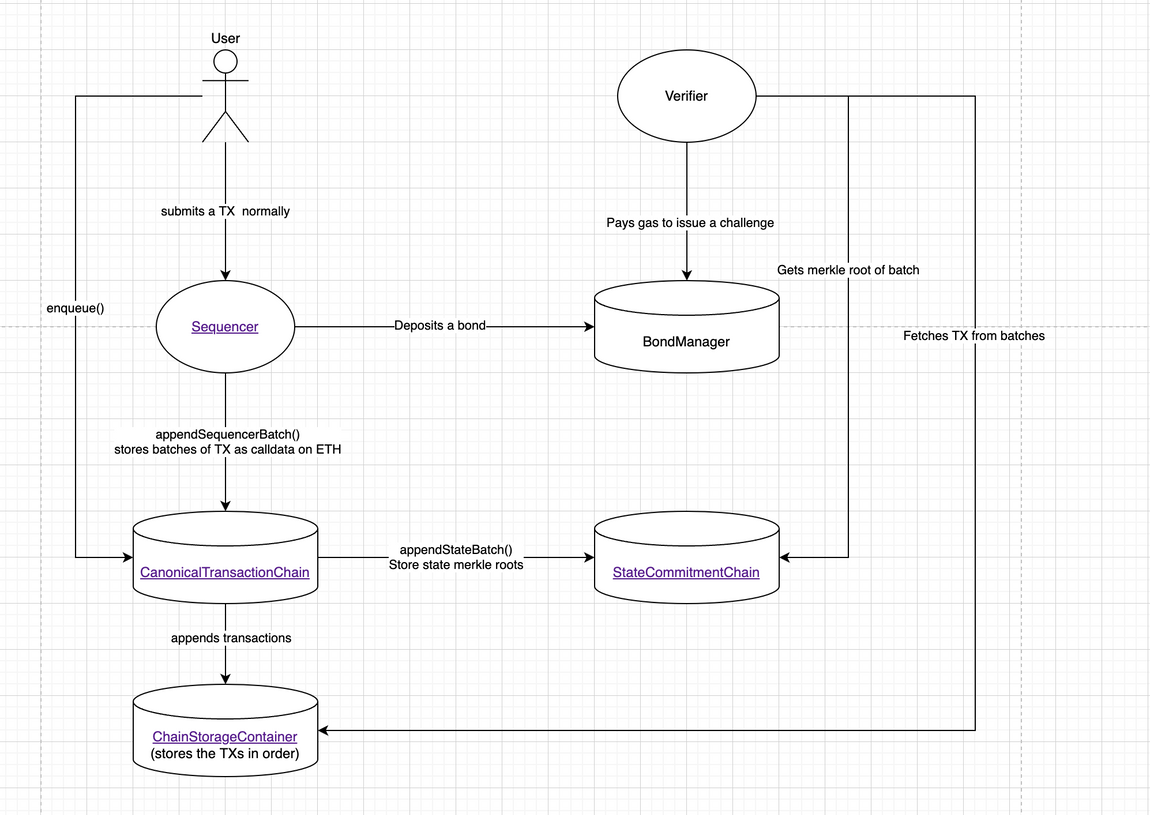 User
Verifier
submits a TX normally
Pays gas to issue a challenge
Gets merkle root of batch
enqueue()
Sequencer
Deposits a bond
BondManager
Fetches TX from batches
appendSequencerBatch()
stores batches of TX as calldata on ETH
CanonicalTransactionChain
appendStateBatch()
Store state merkle roots
StateCommitmentChain
appends transactions
ChainStorageContainer
(stores the TXs in order)